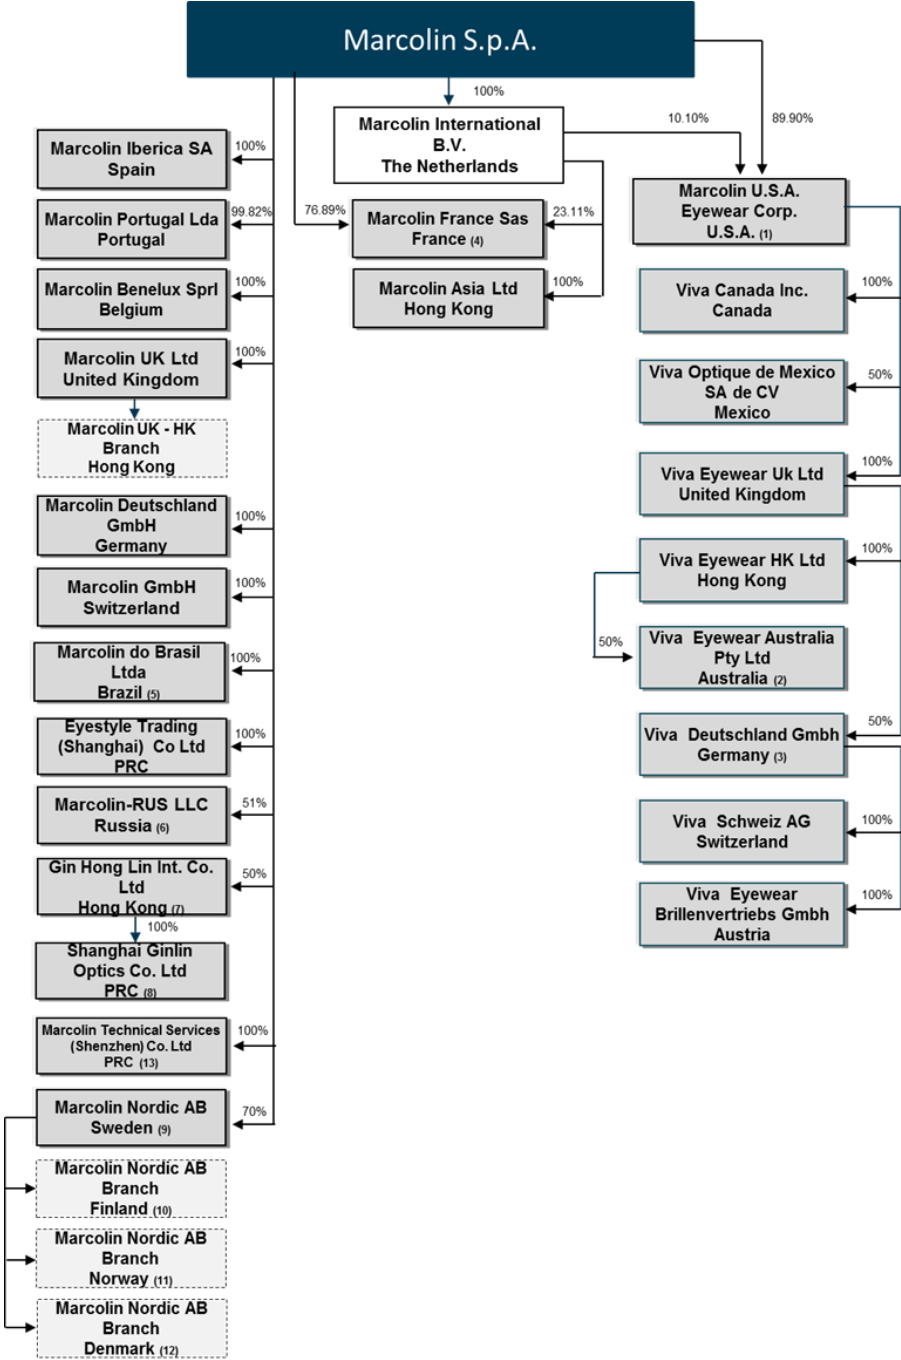 Marcolin S.p.A.
100%
Marcolin International
B.V.
The Netherlands
10.10%
89.90%
Marcolin Iberica SA
Spain
100%
Marcolin Portugal Lda
Portugal
99.82%
76.89%
Marcolin France Sas
France (4)
23.11%
Marcolin U.S.A.
Eyewear Corp.
U.S.A. (1)
Marcolin Benelux Sprl
Belgium
100%
Marcolin Asia Ltd
Hong Kong
100%
Viva Canada Inc.
Canada
100%
Marcolin UK Ltd
United Kingdom
100%
Viva Optique de Mexico
SA de CV
Mexico
50%
Marcolin UK - HK
Branch
Hong Kong
Viva Eyewear Uk Ltd
United Kingdom
100%
Marcolin Deutschland
GmbH
Germany
100%
Viva Eyewear HK Ltd
Hong Kong
100%
Marcolin GmbH
Switzerland
100%
50%
Viva Eyewear Australia
Pty Ltd
Australia (2)
Marcolin do Brasil
Ltda
Brazil (5)
100%
Eyestyle Trading
(Shanghai) Co Ltd
PRC
100%
Viva Deutschland Gmbh
Germany (3)
50%
Marcolin-RUS LLC
Russia (6)
51%
Viva Schweiz AG
Switzerland
100%
Gin Hong Lin Int. Co.
Ltd
Hong Kong (7)
50%
100%
Viva Eyewear
Brillenvertriebs Gmbh
Austria
100%
Shanghai Ginlin
Optics Co. Ltd
PRC (8)
Marcolin Technical Services
(Shenzhen) Co. Ltd
PRC (13)
100%
Marcolin Nordic AB
Sweden (9)
70%
Marcolin Nordic AB
Branch
Finland (10)
Marcolin Nordic AB
Branch
Norway (11)
Marcolin Nordic AB
Branch
Denmark (12)